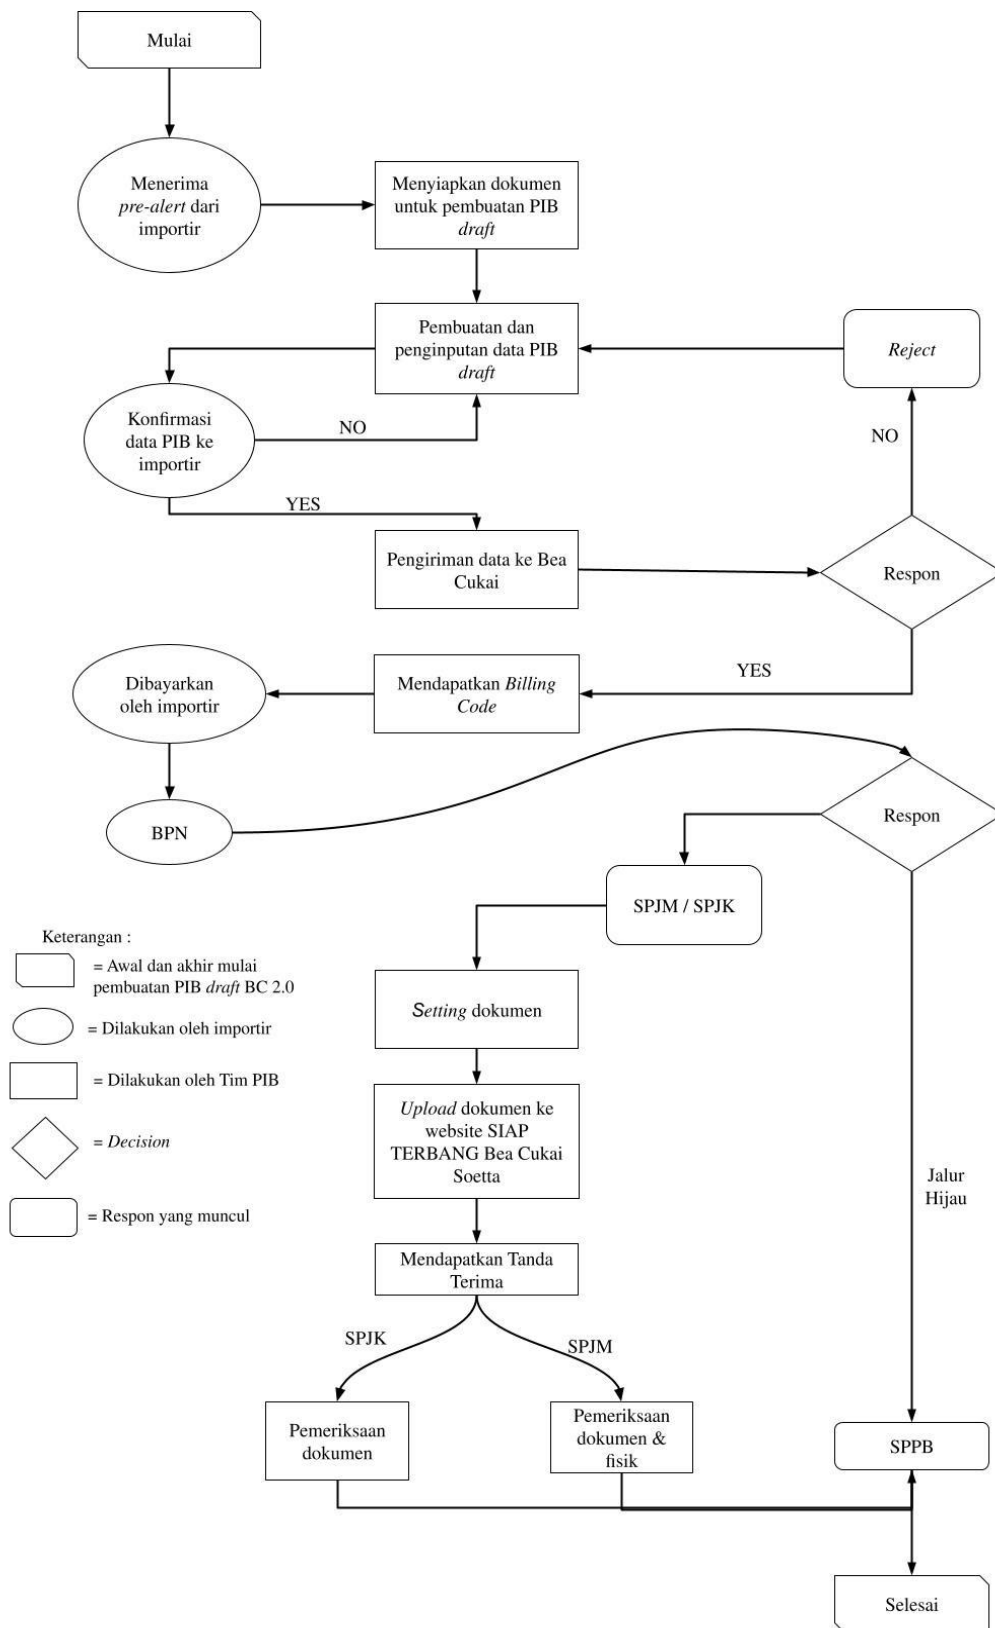 Mulai
Menerima
pre-alert dari
importir
Menyiapkan dokumen
untuk pembuatan PIB
draft
Pembuatan dan
penginputan data PIB
draft
Reject
Konfirmasi
data PIB ke
importir
NO
NO
YES
Pengiriman data ke Bea
Cukai
Respon
YES
Dibayarkan
oleh importir
Mendapatkan Billing
Code
BPN
Respon
SPJM / SPJK
Keterangan :
= Awal dan akhir mulai
pembuatan PIB draft BC 2.0
= Dilakukan oleh importir
= Dilakukan oleh Tim PIB
= Decision
= Respon yang muncul
Setting dokumen
Upload dokumen ke
website SIAP
TERBANG Bea Cukai
Soetta
Jalur
Hijau
Mendapatkan Tanda
Terima
SPJK
SPJM
Pemeriksaan
dokumen
Pemeriksaan
dokumen &
fisik
SPPB
Selesai